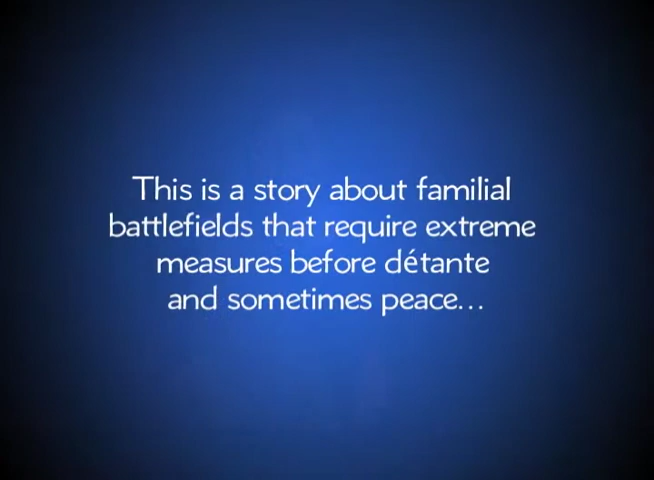 This is a story about familial
battlefields that require extreme
measures before détante
and sometimes peace...